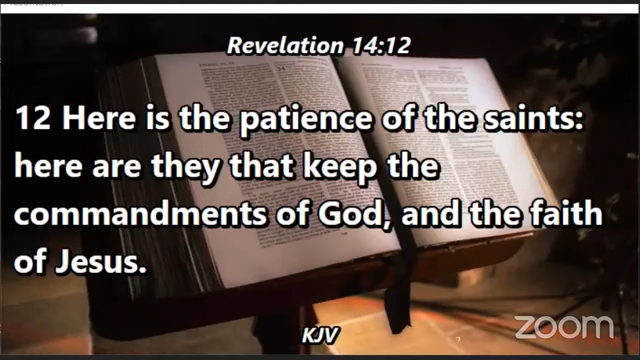 Revelation 14:12
12 Here is the patience of the saints:
here are they that keep the
commandments of God, and the faith
of Jesus.
KJV
zoom